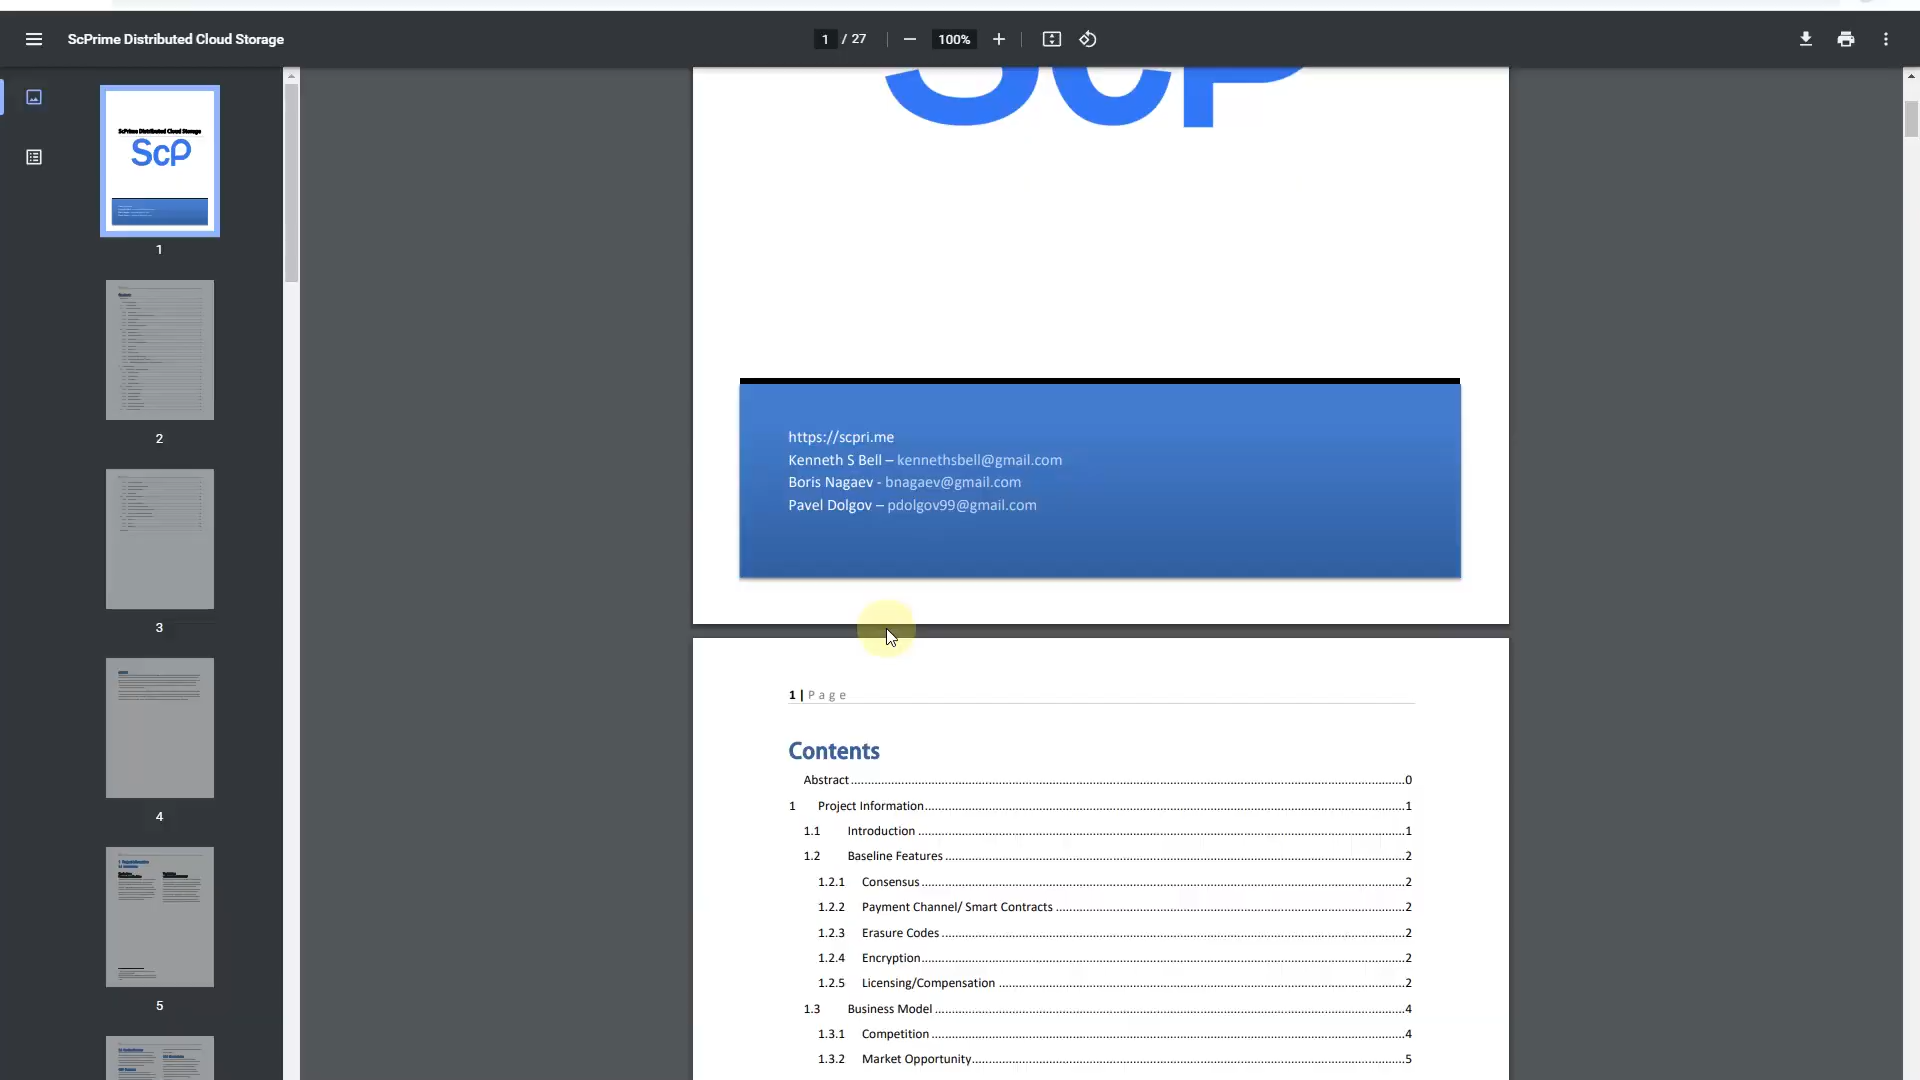 ScPrime Distributed Cloud Storage
1 / 27
100%
ScPrime Distributed Cloud Storage
ScP
1
2
3
4
5
ScP
https://scpri.me
Kenneth S Bell – kennethsbell@gmail.com
Boris Nagaev - bnagaev@gmail.com
Pavel Dolgov – pdolgov99@gmail.com
1 | Page
Contents
Abstract 0
1 Project Information 1
1.1 Introduction 1
1.2 Baseline Features 2
1.2.1 Consensus 2
1.2.2 Payment Channel/ Smart Contracts 2
1.2.3 Erasure Codes 2
1.2.4 Encryption 2
1.2.5 Licensing/Compensation 2
1.3 Business Model 4
1.3.1 Competition 4
1.3.2 Market Opportunity 5